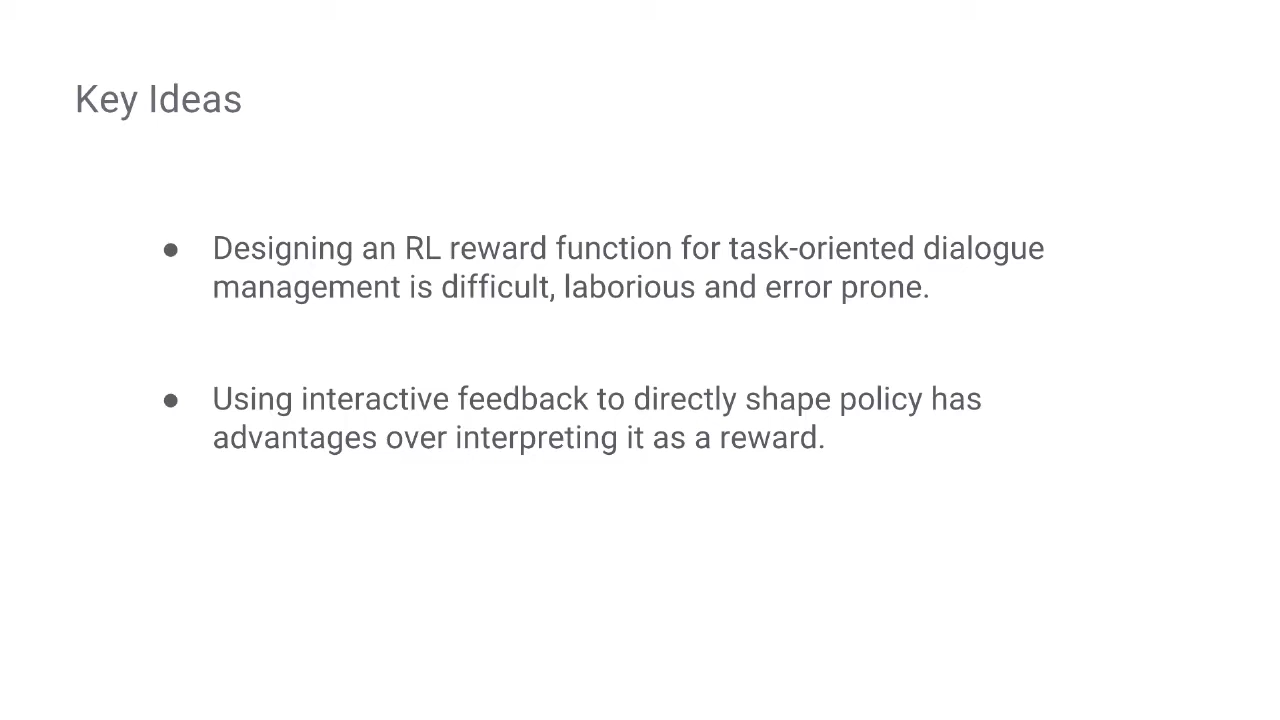 Key Ideas
● Designing an RL reward function for task-oriented dialogue
management is difficult, laborious and error prone.
● Using interactive feedback to directly shape policy has
advantages over interpreting it as a reward.